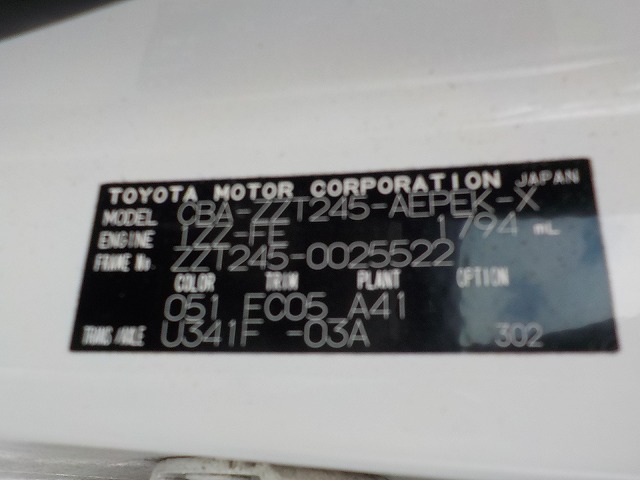 TOYOTA MOTOR CORPORATION JAPAN
MODEL CBA-ZZT245-AEPEK-X
ENGINE 1ZZ-FE 1794 mL
FRAME No. ZZT245-0025522
COLOR TRIM PLANT OPTION
051 FC05 A41
TRANS/AXLE U341F -03A 302